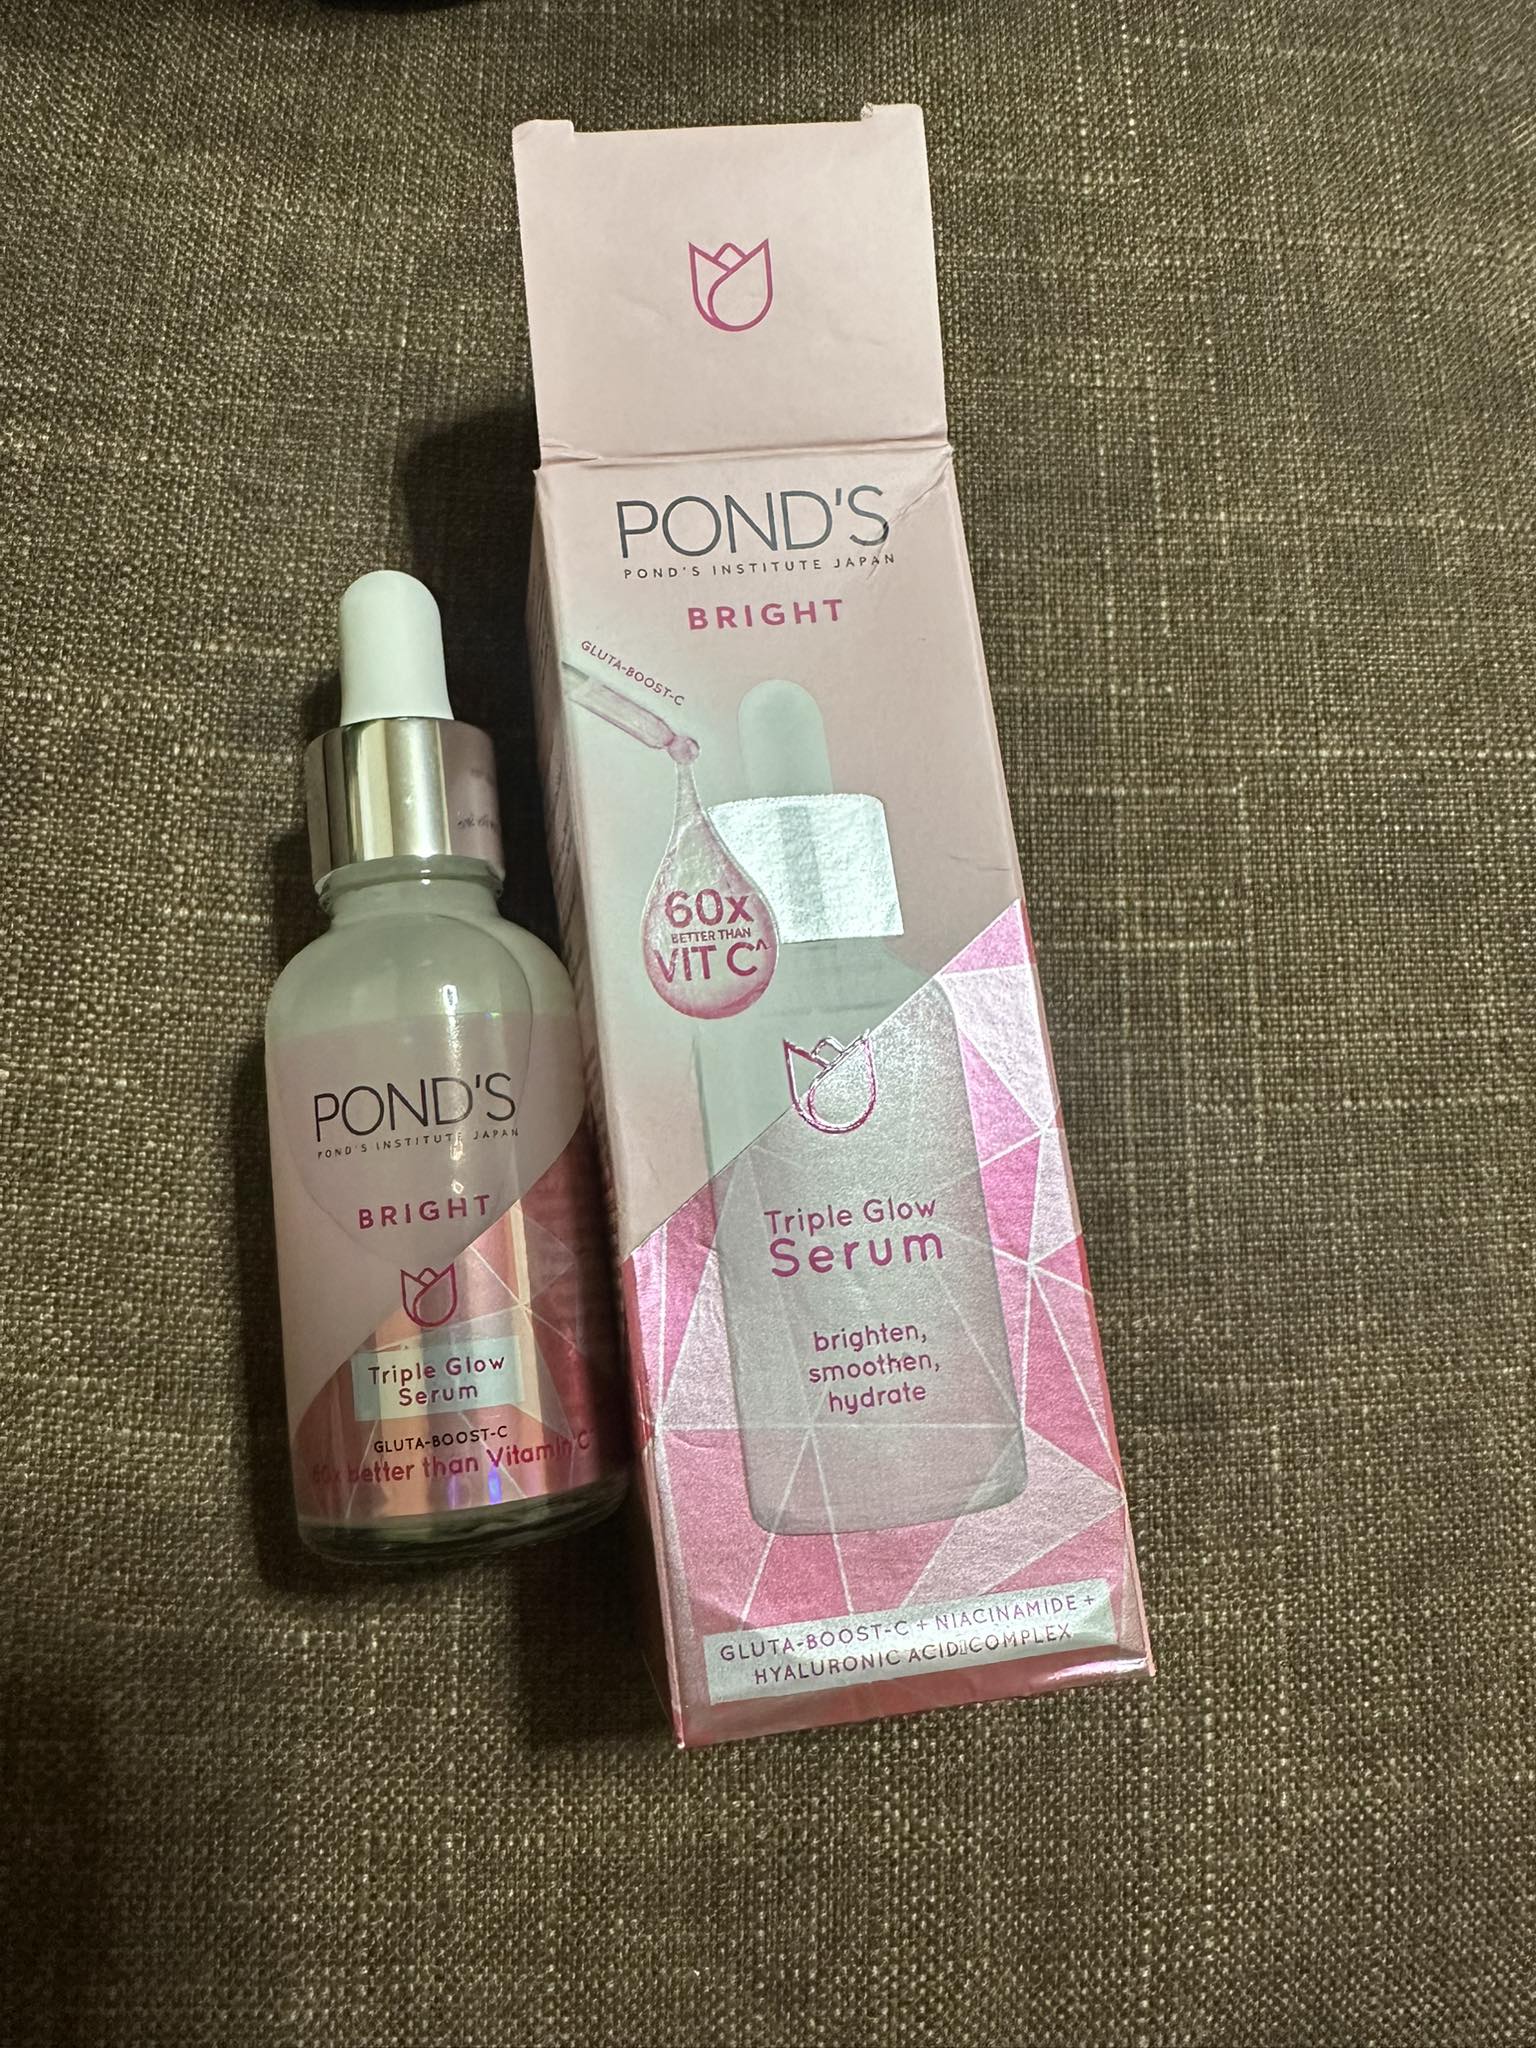 POND'S
POND'S INSTITUTE JAPAN
BRIGHT
GLUTA-BOOST-C
60x
BETTER THAN
VIT C^
Triple Glow
Serum
brighten,
smoothen,
hydrate
GLUTA-BOOST-C + NIACINAMIDE +
HYALURONIC ACID COMPLEX
POND'S
POND'S INSTITUTE JAPAN
BRIGHT
Triple Glow
Serum
GLUTA-BOOST-C
60x better than Vitamin C